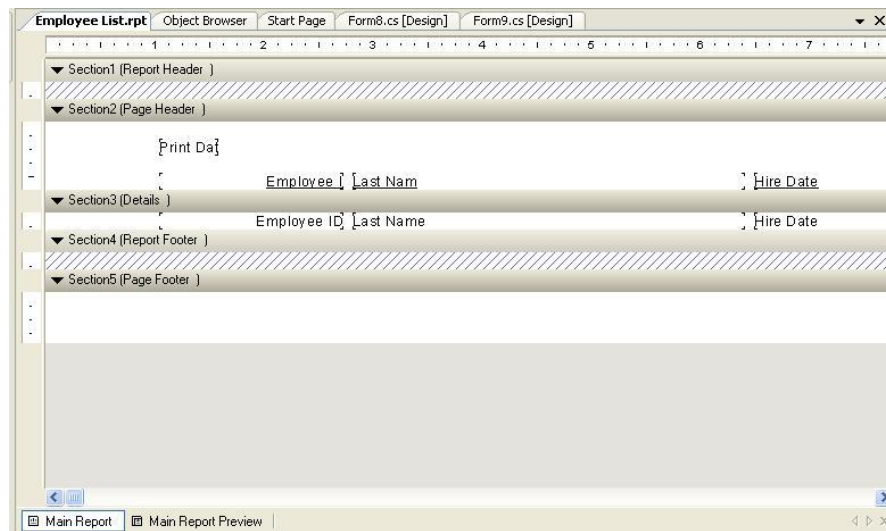 Employee List.rpt Object Browser Start Page Form8.cs [Design] Form9.cs [Design]
1 2 3 4 5 6 7
Section1 (Report Header )
Section2 (Page Header )
Print Dat
Employee I Last Nam Hire Date
Section3 (Details )
Employee ID Last Name Hire Date
Section4 (Report Footer )
Section5 (Page Footer )
Main Report Main Report Preview